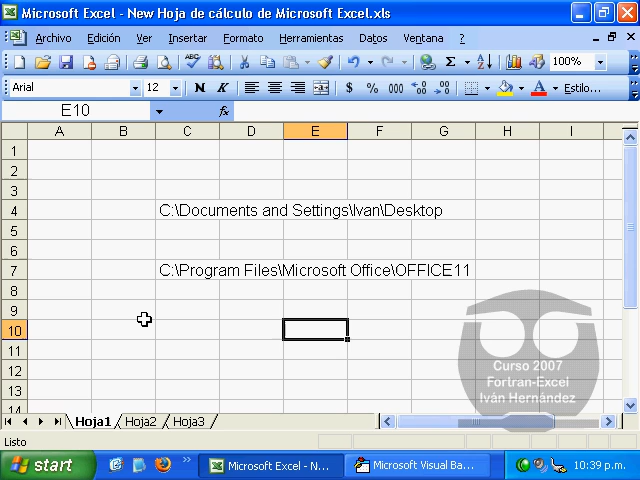 Microsoft Excel - New Hoja de cálculo de Microsoft Excel.xls
Archivo Edición Ver Insertar Formato Herramientas Datos Ventana ?
100%
Arial 12 N K S $ % 000 Estilo...
E10 fx
A B C D E F G H I
1
2
3
4 C:\Documents and Settings\Ivan\Desktop
5
6
7 C:\Program Files\Microsoft Office\OFFICE11
8
9
10
11
12
13
14
Curso 2007
Fortran-Excel
Iván Hernández
Hoja1 Hoja2 Hoja3
Listo
start Microsoft Excel - N... Microsoft Visual Ba... 10:39 p.m.